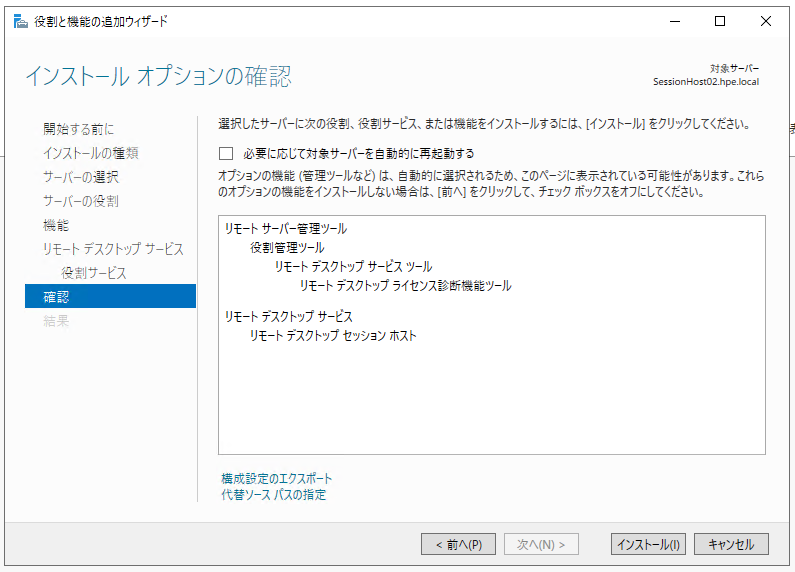 役割と機能の追加ウィザード
インストール オプションの確認
対象サーバー
SessionHost02.hpe.local
開始する前に
インストールの種類
サーバーの選択
サーバーの役割
機能
リモート デスクトップ サービス
役割サービス
確認
結果
選択したサーバーに次の役割、役割サービス、または機能をインストールするには、[インストール] をクリックしてください。
必要に応じて対象サーバーを自動的に再起動する
オプションの機能 (管理ツールなど) は、自動的に選択されるため、このページに表示されている可能性があります。これら
のオプションの機能をインストールしない場合は、[前へ] をクリックして、チェック ボックスをオフにしてください。
リモート サーバー管理ツール
役割管理ツール
リモート デスクトップ サービス ツール
リモート デスクトップ ライセンス診断機能ツール
リモート デスクトップ サービス
リモート デスクトップ セッション ホスト
構成設定のエクスポート
代替ソース パスの指定
< 前へ(P)
次へ(N) >
インストール(I)
キャンセル